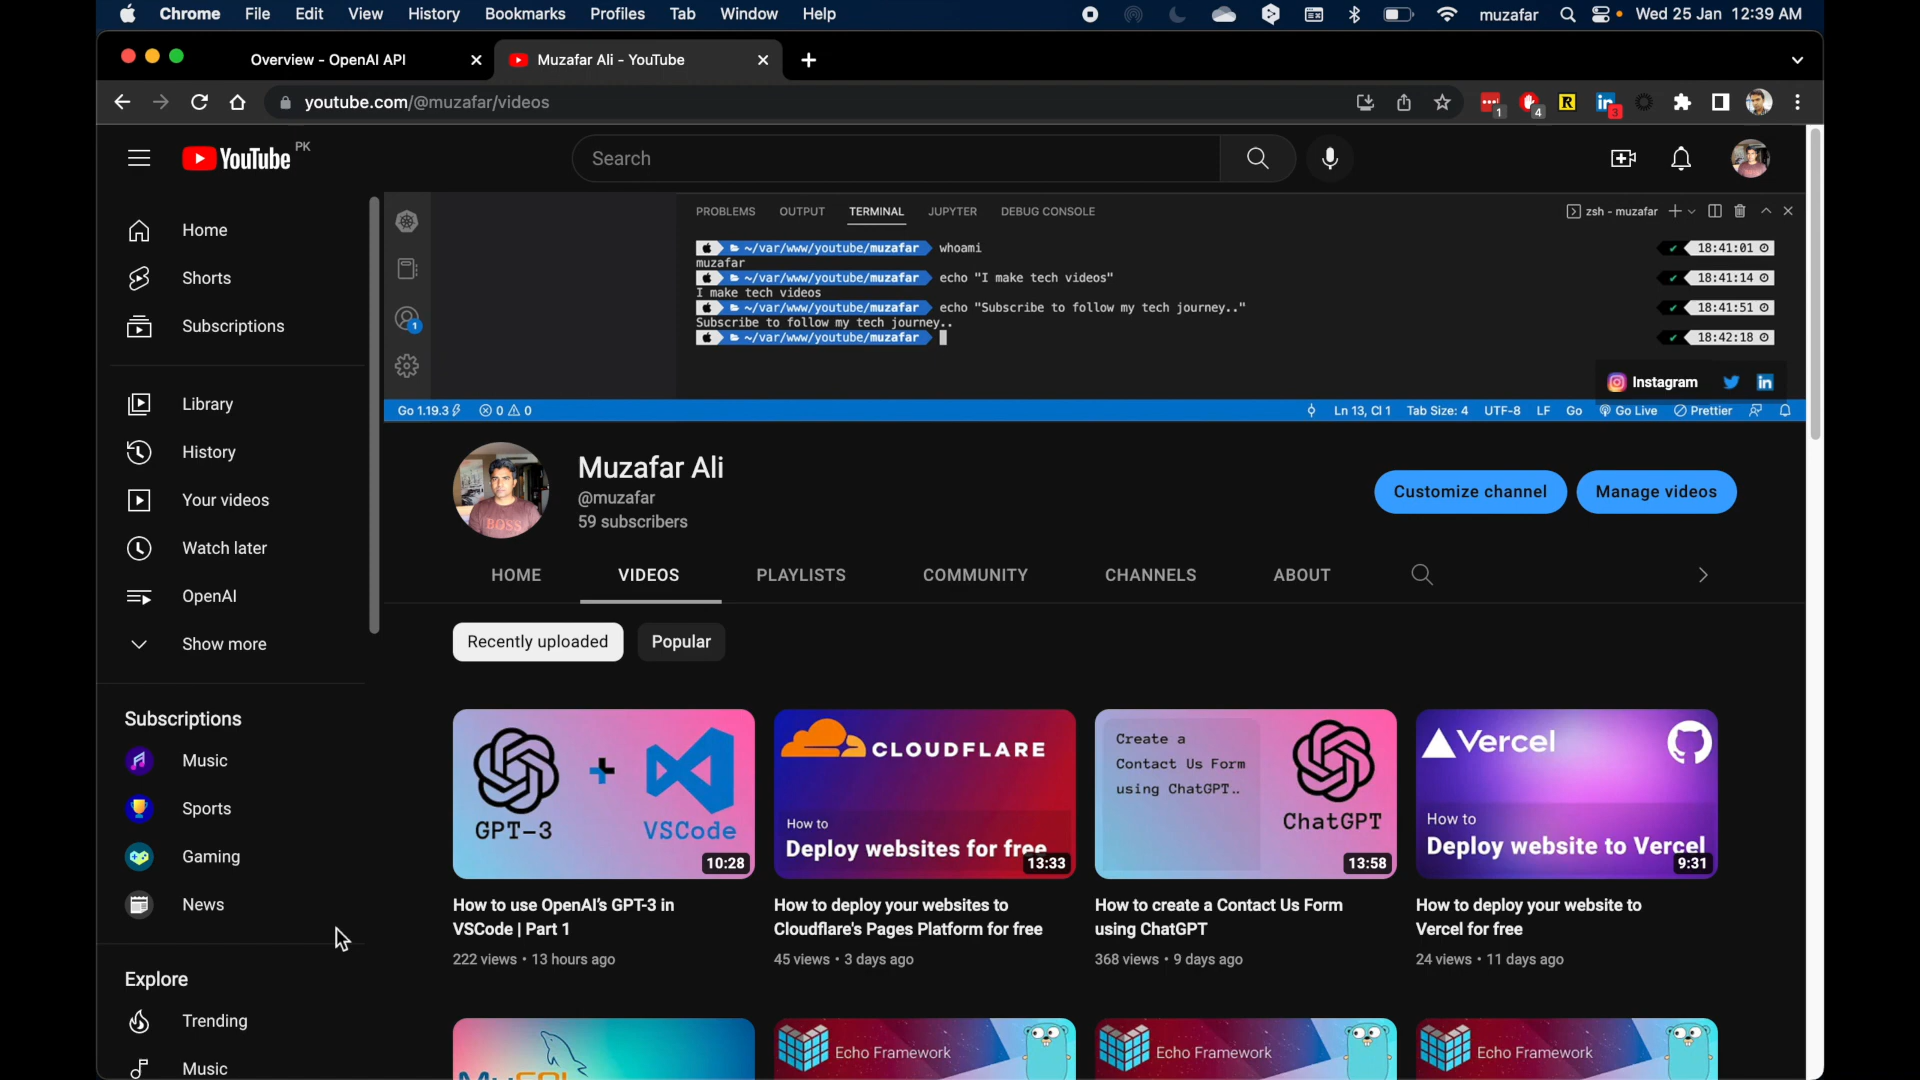 Chrome File Edit View History Bookmarks Profiles Tab Window Help muzafar Wed 25 Jan 12:39 AM
Overview - OpenAI API Muzafar Ali - YouTube
youtube.com/@muzafar/videos 1 4 R in 3
YouTube PK Search
Home
Shorts
Subscriptions
Library
History
Your videos
Watch later
OpenAI
Show more
Subscriptions
Music
Sports
Gaming
News
Explore
Trending
Music
PROBLEMS OUTPUT TERMINAL JUPYTER DEBUG CONSOLE zsh - muzafar
~/var/www/youtube/muzafar whoami 18:41:01
muzafar
~/var/www/youtube/muzafar echo "I make tech videos" 18:41:14
I make tech videos
~/var/www/youtube/muzafar echo "Subscribe to follow my tech journey.." 18:41:51
Subscribe to follow my tech journey..
~/var/www/youtube/muzafar 18:42:18
1
Instagram in
Go 1.19.3 0 0 Ln 13, Cl 1 Tab Size: 4 UTF-8 LF Go Go Live Prettier
Muzafar Ali
@muzafar
59 subscribers
BOSS
Customize channel Manage videos
HOME VIDEOS PLAYLISTS COMMUNITY CHANNELS ABOUT
Recently uploaded Popular
GPT-3 VSCode
10:28
How to use OpenAI's GPT-3 in
VSCode | Part 1
222 views • 13 hours ago
CLOUDFLARE
How to
Deploy websites for free
13:33
How to deploy your websites to
Cloudflare's Pages Platform for free
45 views • 3 days ago
Create a
Contact Us Form
using ChatGPT..
ChatGPT
13:58
How to create a Contact Us Form
using ChatGPT
368 views • 9 days ago
Vercel
How to
Deploy website to Vercel
9:31
How to deploy your website to
Vercel for free
24 views • 11 days ago
MySQL
Echo Framework
Echo Framework
Echo Framework